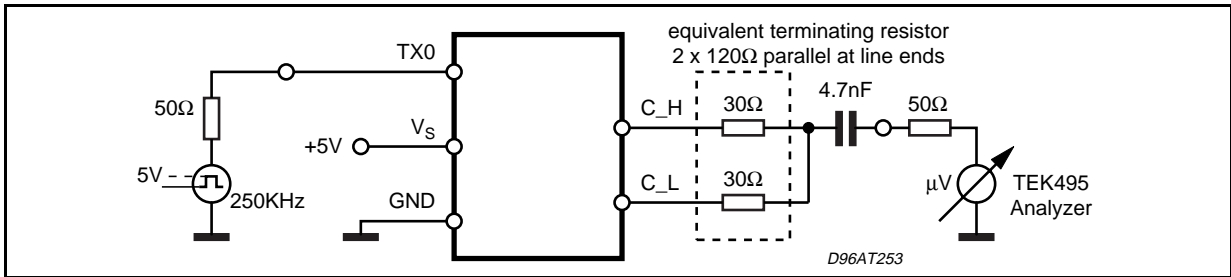 equivalent terminating resistor
2 x 120Ω parallel at line ends
TX0
50Ω
5V
250KHz
+5V
VS
GND
C_H
30Ω
C_L
30Ω
4.7nF
50Ω
µV
TEK495
Analyzer
D96AT253